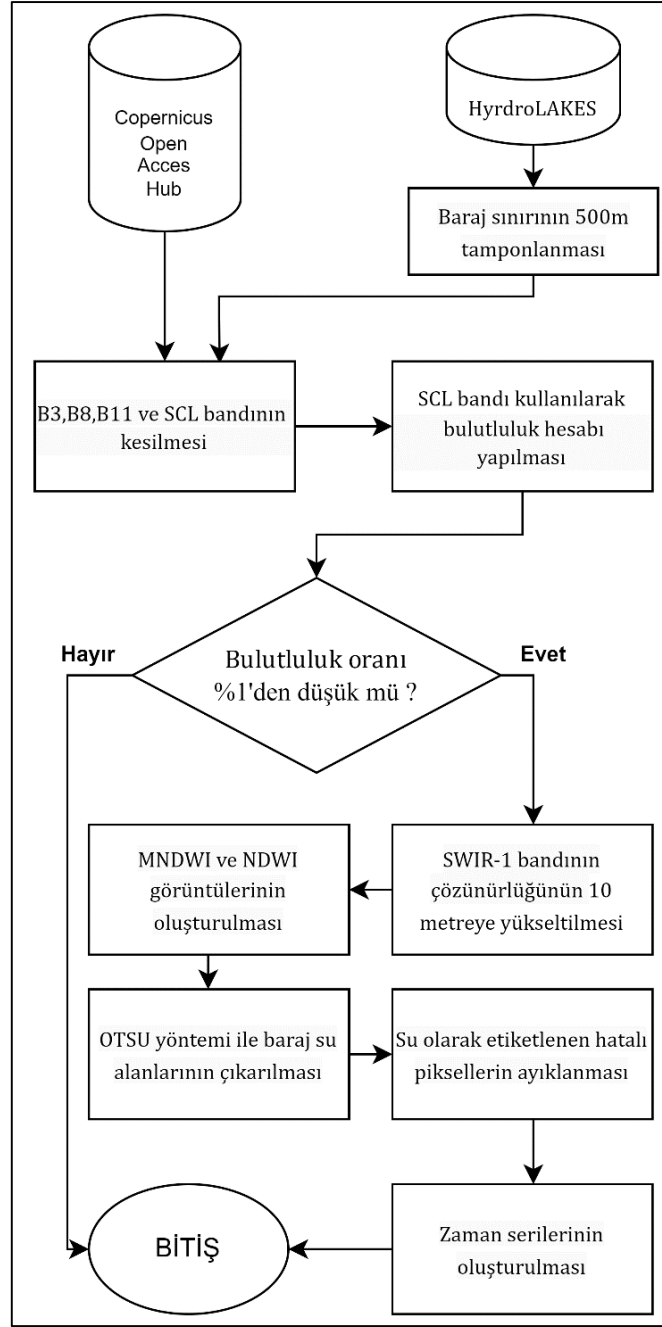 Copernicus
Open
Acces
Hub
HyrdroLAKES
Baraj sınırının 500m
tamponlanması
B3,B8,B11 ve SCL bandının
kesilmesi
SCL bandı kullanılarak
bulutluluk hesabı
yapılması
Bulutluluk oranı
%1'den düşük mü ?
Hayır
Evet
SWIR-1 bandının
çözünürlüğünün 10
metreye yükseltilmesi
MNDWI ve NDWI
görüntülerinin
oluşturulması
OTSU yöntemi ile baraj su
alanlarının çıkarılması
Su olarak etiketlenen hatalı
piksellerin ayıklanması
Zaman serilerinin
oluşturulması
BİTİŞ